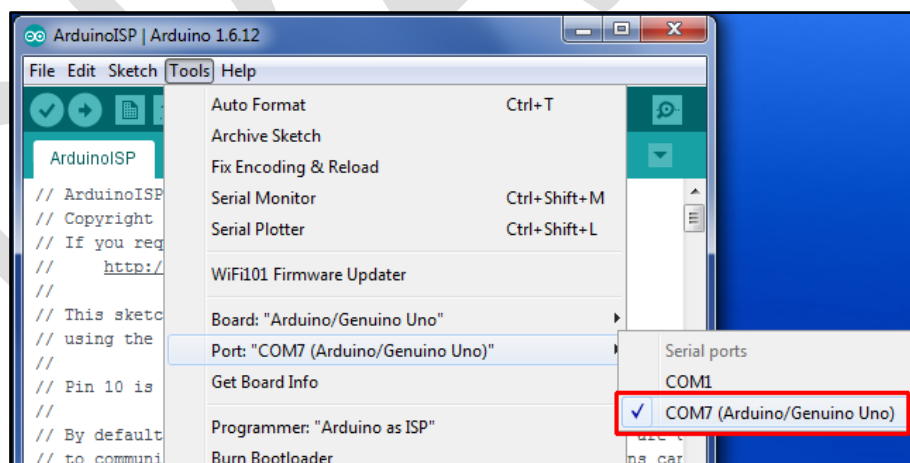 ArduinoISP | Arduino 1.6.12
File Edit Sketch Tools Help
Auto Format Ctrl+T
Archive Sketch
ArduinoISP
Fix Encoding & Reload
// ArduinoISP
Serial Monitor Ctrl+Shift+M
// Copyright
Serial Plotter Ctrl+Shift+L
// If you req
// http:/
WiFi101 Firmware Updater
//
// This sketc
Board: "Arduino/Genuino Uno"
// using the
Port: "COM7 (Arduino/Genuino Uno)"
Serial ports
//
// Pin 10 is
Get Board Info
COM1
//
COM7 (Arduino/Genuino Uno)
// By default
Programmer: "Arduino as ISP"
// to communi
Burn Bootloader
ns car